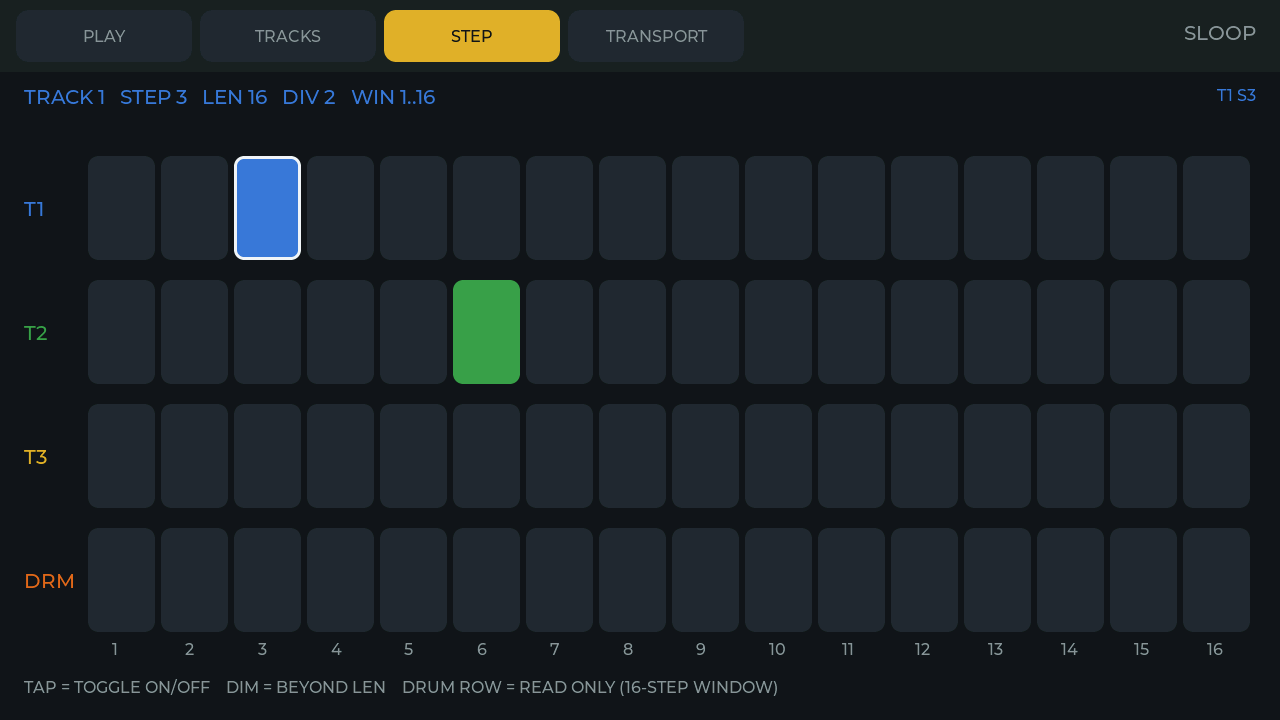 PLAY TRACKS STEP TRANSPORT SLOOP
TRACK 1 STEP 3 LEN 16 DIV 2 WIN 1..16 T1 S3
T1
T2
T3
DRM
1 2 3 4 5 6 7 8 9 10 11 12 13 14 15 16
TAP = TOGGLE ON/OFF DIM = BEYOND LEN DRUM ROW = READ ONLY (16-STEP WINDOW)